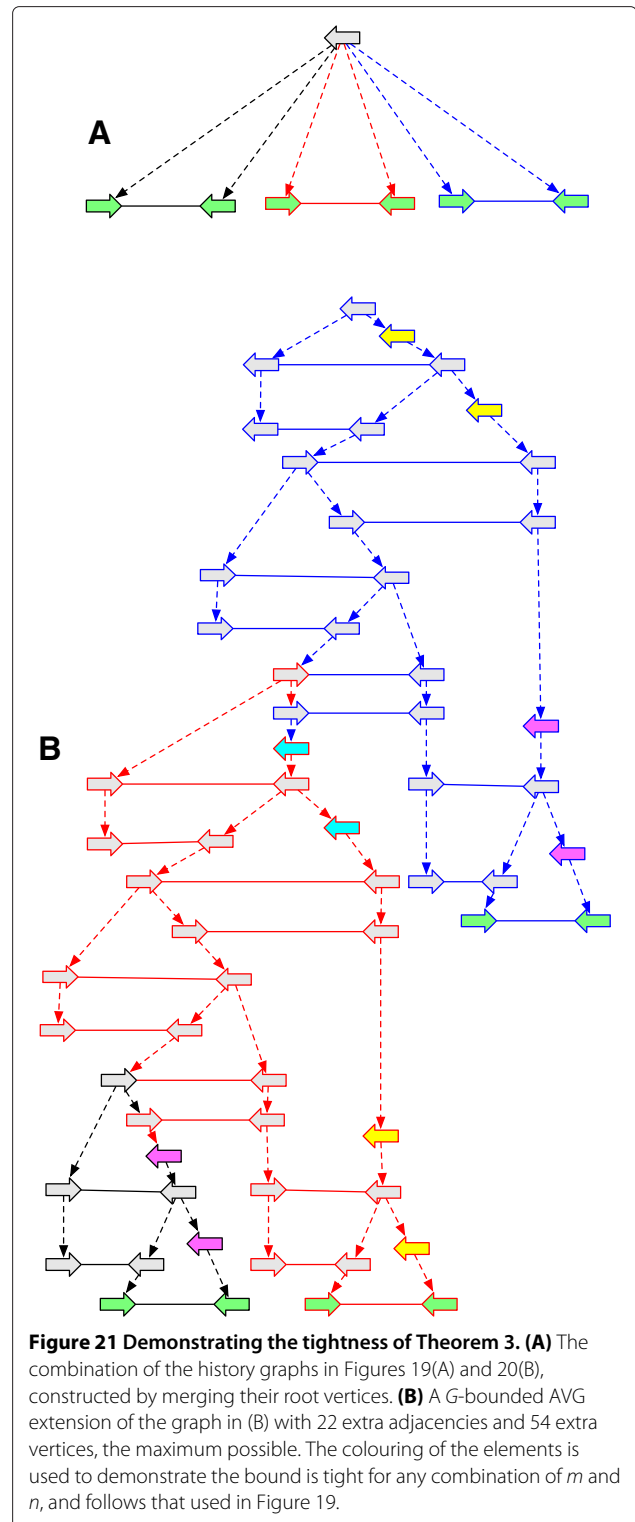 A
B
Figure 21 Demonstrating the tightness of Theorem 3. (A) The
combination of the history graphs in Figures 19(A) and 20(B),
constructed by merging their root vertices. (B) A G-bounded AVG
extension of the graph in (B) with 22 extra adjacencies and 54 extra
vertices, the maximum possible. The colouring of the elements is
used to demonstrate the bound is tight for any combination of m and
n, and follows that used in Figure 19.